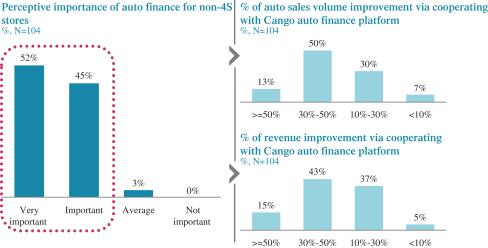 Perceptive importance of auto finance for non-4S
stores
%, N=104
52%
45%
3%
0%
Very
important
Important
Average
Not
important
% of auto sales volume improvement via cooperating
with Cango auto finance platform
%, N=104
13%
50%
30%
7%
>=50%
30%-50%
10%-30%
<10%
% of revenue improvement via cooperating
with Cango auto finance platform
%, N=104
15%
43%
37%
5%
>=50%
30%-50%
10%-30%
<10%